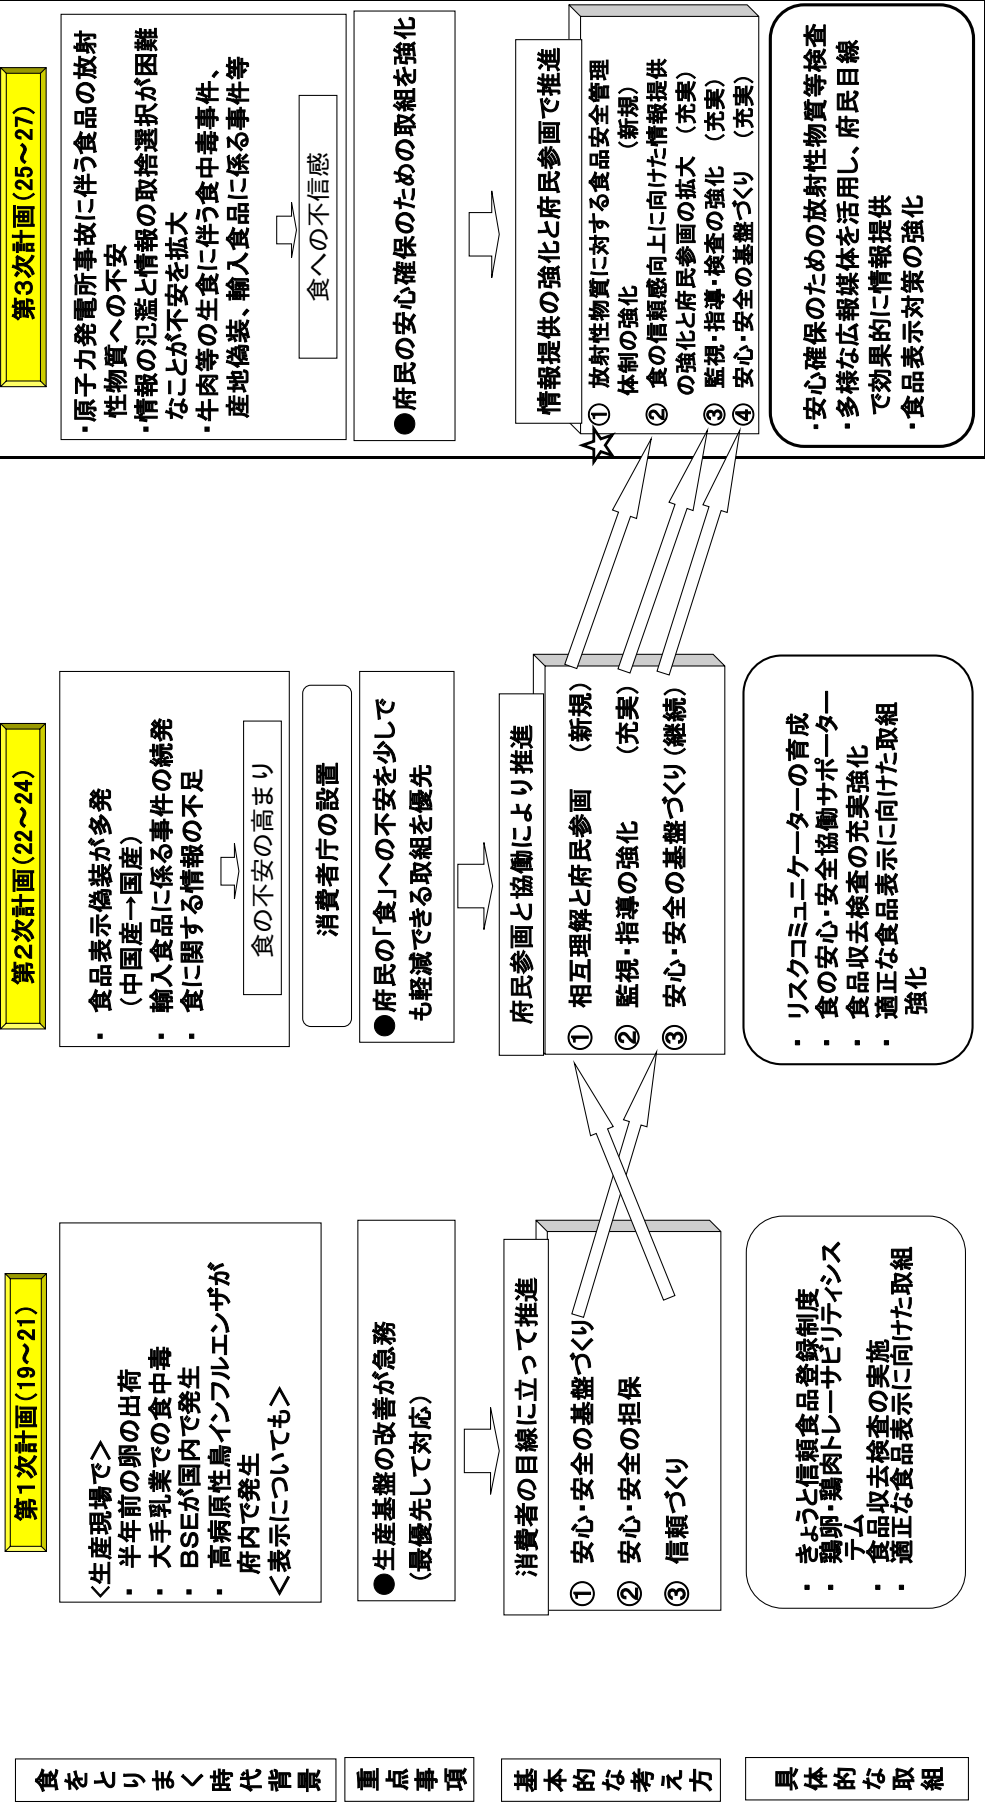 食をとりまく時代背景
重点事項
基本的な考え方
具体的な取組
第1次計画(19～21)
<生産現場で>
・ 半年前の卵の出荷
・ 大手乳業での食中毒
・ BSEが国内で発生
・ 高病原性鳥インフルエンザが
府内で発生
<表示についても>
●生産基盤の改善が急務
(最優先して対応)
消費者の目線に立って推進
① 安心・安全の基盤づくり
② 安心・安全の担保
③ 信頼づくり
・ きょうと信頼食品登録制度
・ 鶏卵・鶏肉トレーサビリティシス
テム
・ 食品収去検査の実施
・ 適正な食品表示に向けた取組
第2次計画(22～24)
・ 食品表示偽装が多発
(中国産→国産)
・ 輸入食品に係る事件の続発
・ 食に関する情報の不足
食の不安の高まり
消費者庁の設置
●府民の「食」への不安を少しで
も軽減できる取組を優先
府民参画と協働により推進
① 相互理解と府民参画 (新規)
② 監視・指導の強化 (充実)
③ 安心・安全の基盤づくり(継続)
・ リスクコミュニケーターの育成
・ 食の安心・安全協働サポーター
・ 食品収去検査の充実強化
・ 適正な食品表示に向けた取組
強化
第3次計画(25～27)
・原子力発電所事故に伴う食品の放射
性物質への不安
・情報の氾濫と情報の取捨選択が困難
なことが不安を拡大
・牛肉等の生食に伴う食中毒事件、
産地偽装、輸入食品に係る事件等
食への不信感
●府民の安心確保のための取組を強化
情報提供の強化と府民参画で推進
① 放射性物質に対する食品安全管理
体制の強化 (新規)
② 食の信頼感向上に向けた情報提供
の強化と府民参画の拡大 (充実)
③ 監視・指導・検査の強化 (充実)
④ 安心・安全の基盤づくり (充実)
・安心確保のための放射性物質等検査
・多様な広報媒体を活用し、府民目線
で効果的に情報提供
・食品表示対策の強化